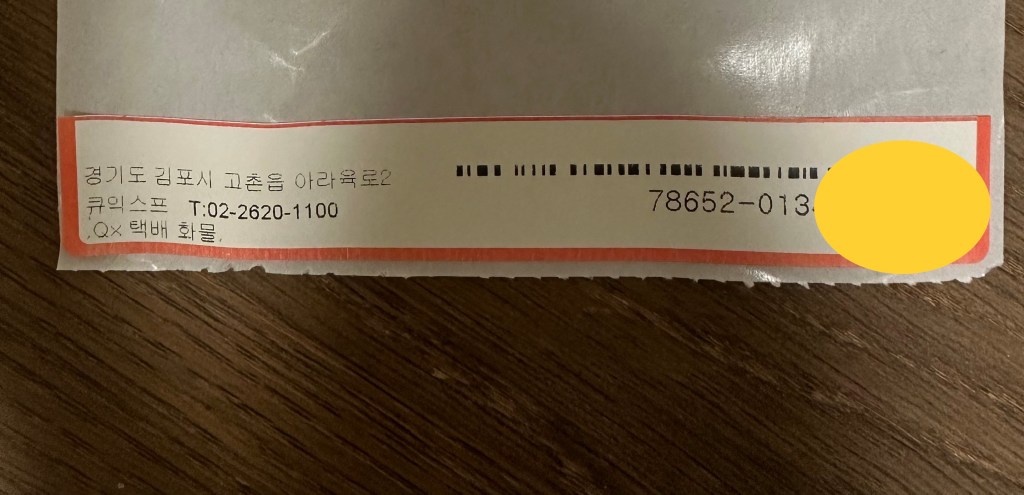 경기도 김포시 고촌읍 아라육로2
큐익스프 T:02-2620-1100
.Qx 택배 화물.
78652-013